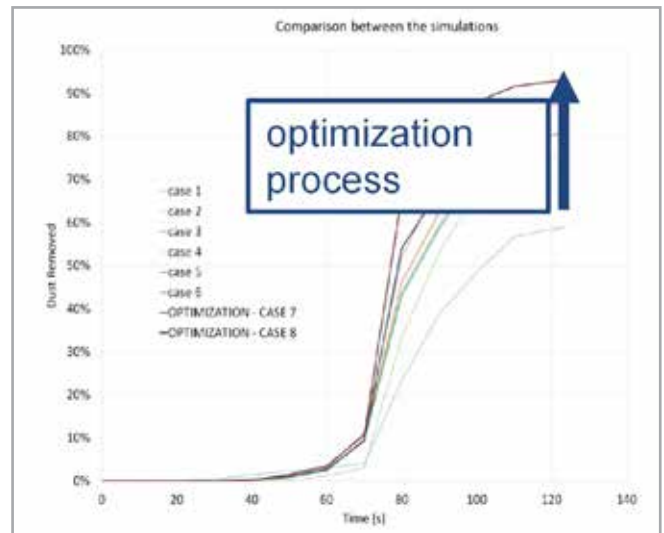 Comparison between the simulations
100%
90%
80%
70%
60%
50%
40%
30%
20%
10%
0%
Dust Removed
optimization
process
case 1
case 2
case 3
case 4
case 5
case 6
OPTIMIZATION - CASE 7
OPTIMIZATION - CASE 8
0 20 40 60 80 100 120 140
Time [s]